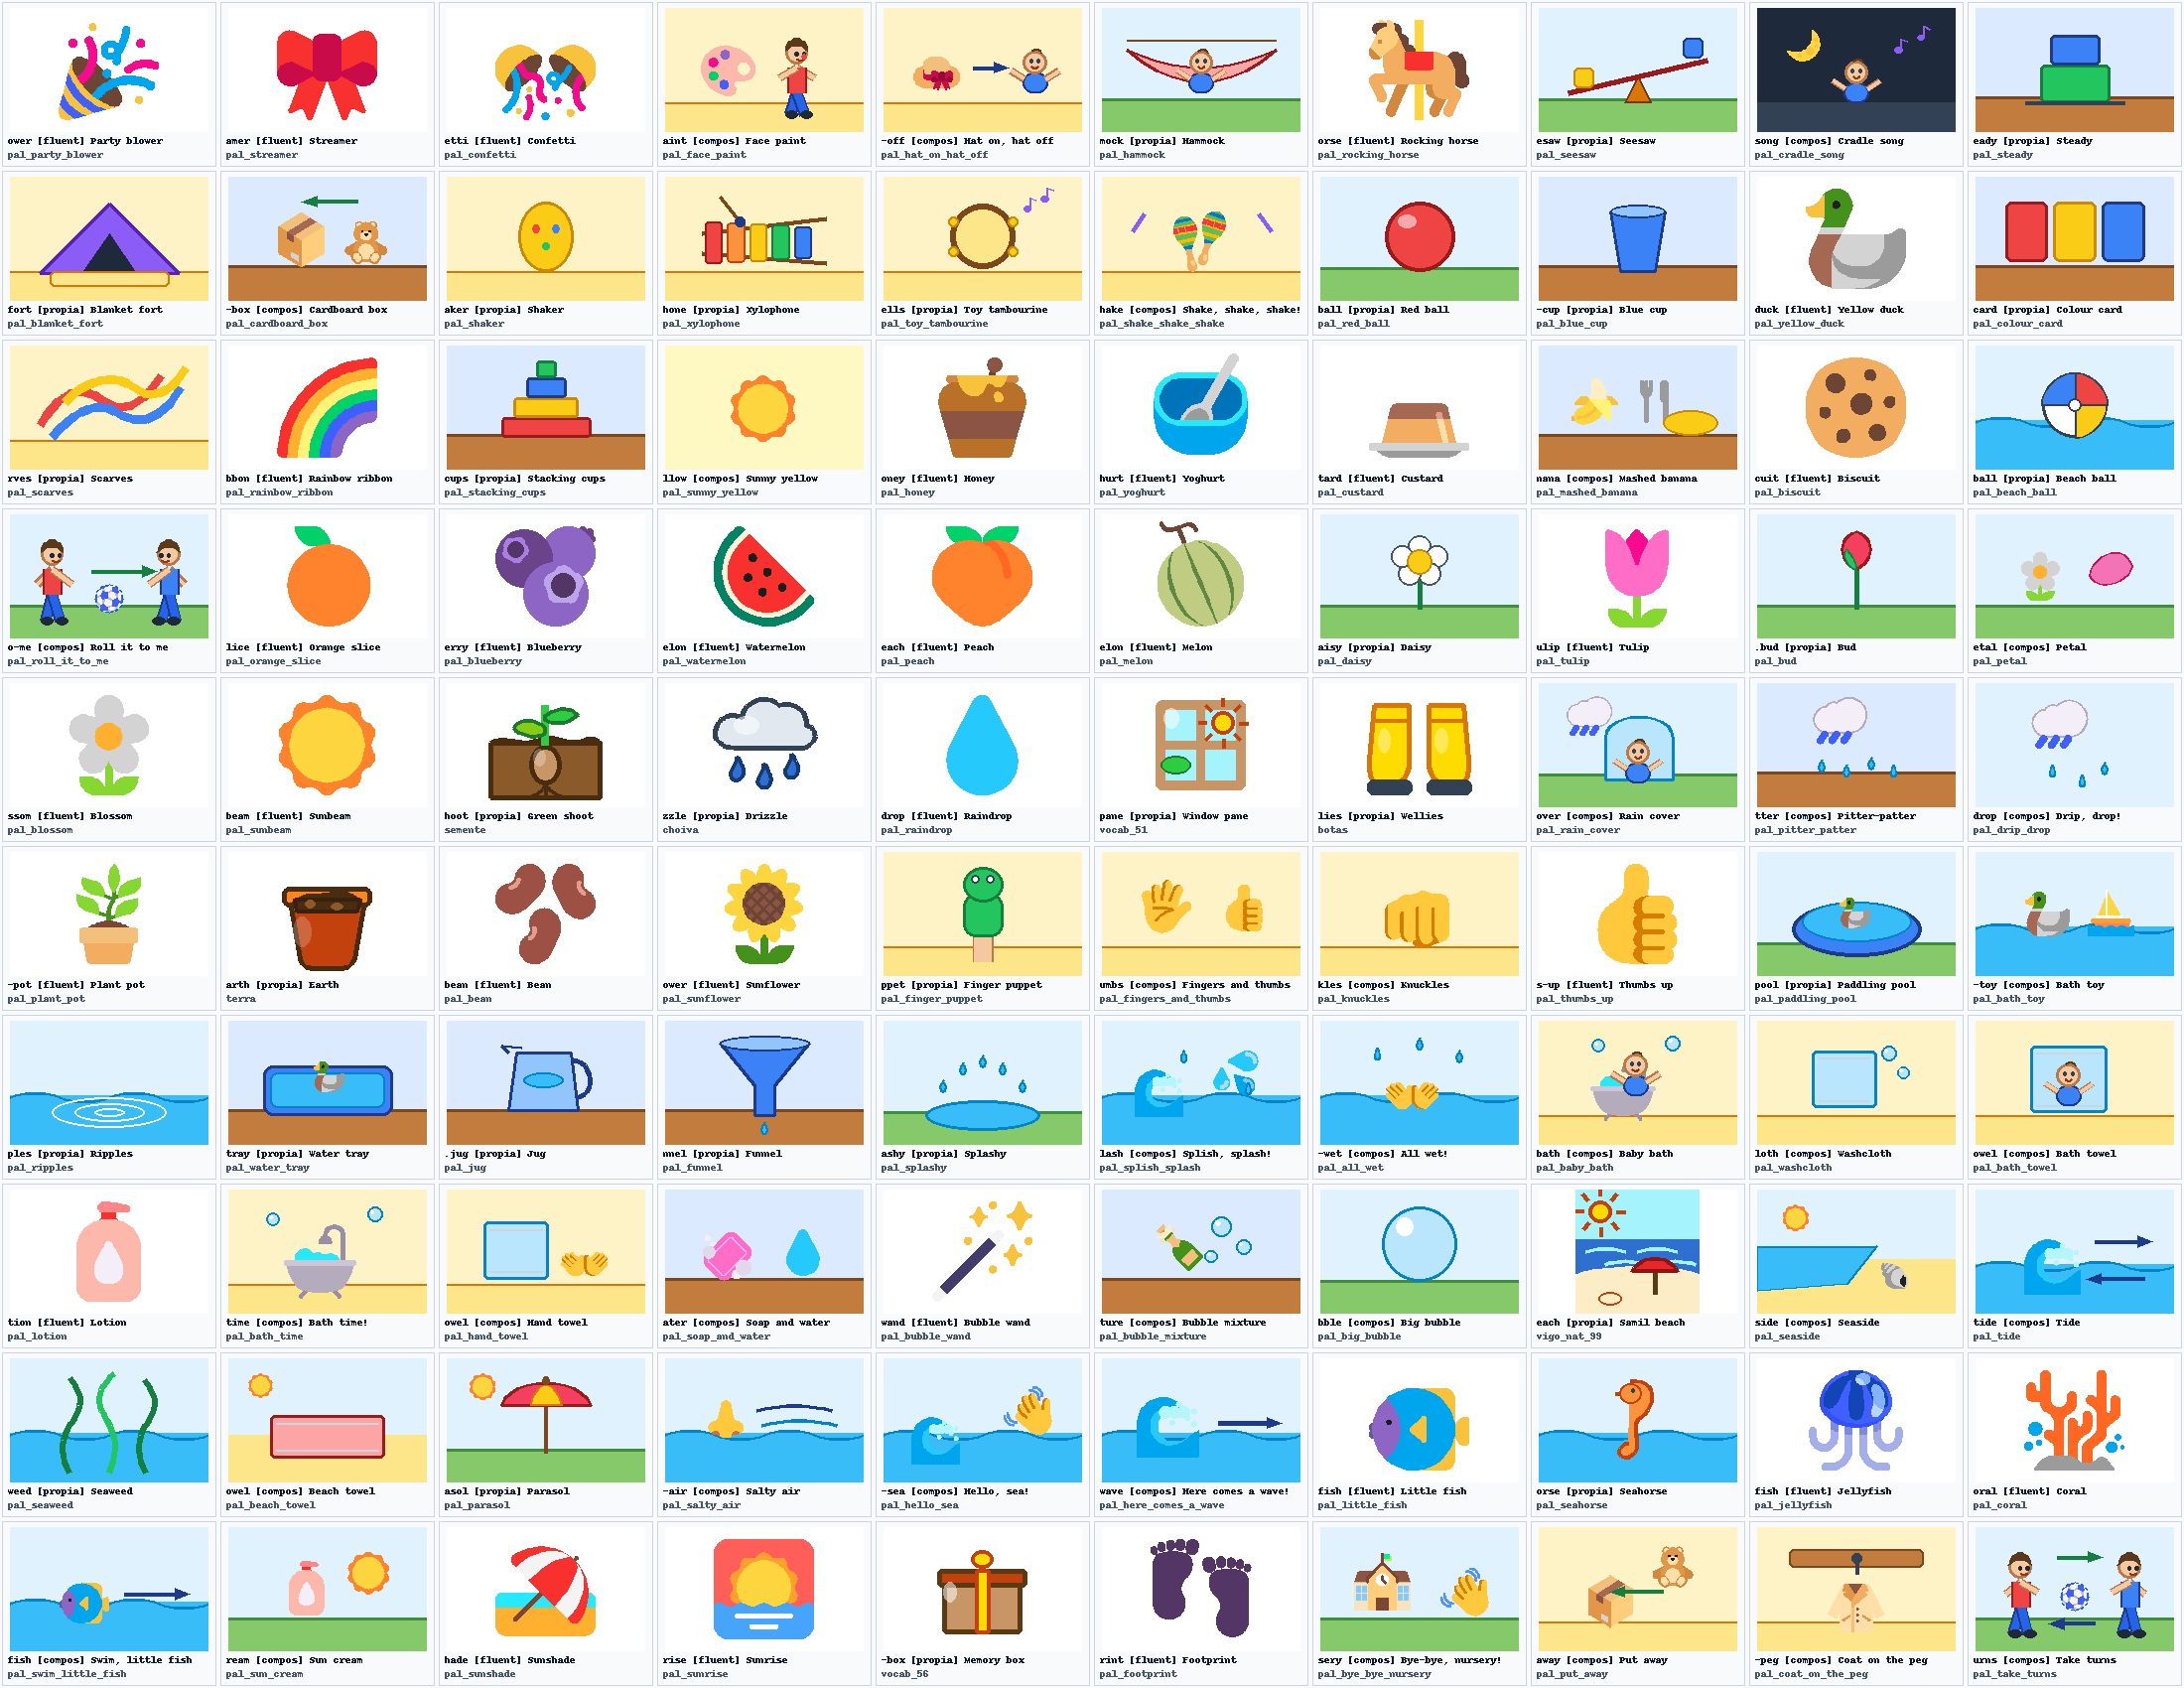 ower [fluent] Party blower
pal_party_blower
amer [fluent] Streamer
pal_streamer
etti [fluent] Confetti
pal_confetti
aint [compos] Face paint
pal_face_paint
-off [compos] Hat on, hat off
pal_hat_on_hat_off
mock [propia] Hammock
pal_hammock
orse [fluent] Rocking horse
pal_rocking_horse
esaw [propia] Seesaw
pal_seesaw
song [compos] Cradle song
pal_cradle_song
eady [propia] Steady
pal_steady
fort [propia] Blanket fort
pal_blanket_fort
-box [compos] Cardboard box
pal_cardboard_box
aker [propia] Shaker
pal_shaker
hone [propia] Xylophone
pal_xylophone
ells [propia] Toy tambourine
pal_toy_tambourine
hake [compos] Shake, shake, shake!
pal_shake_shake_shake
ball [propia] Red ball
pal_red_ball
-cup [propia] Blue cup
pal_blue_cup
duck [fluent] Yellow duck
pal_yellow_duck
card [propia] Colour card
pal_colour_card
rves [propia] Scarves
pal_scarves
bbon [fluent] Rainbow ribbon
pal_rainbow_ribbon
cups [propia] Stacking cups
pal_stacking_cups
llow [compos] Sunny yellow
pal_sunny_yellow
oney [fluent] Honey
pal_honey
hurt [fluent] Yoghurt
pal_yoghurt
tard [fluent] Custard
pal_custard
nana [compos] Mashed banana
pal_mashed_banana
cuit [fluent] Biscuit
pal_biscuit
ball [propia] Beach ball
pal_beach_ball
o-me [compos] Roll it to me
pal_roll_it_to_me
lice [fluent] Orange slice
pal_orange_slice
erry [fluent] Blueberry
pal_blueberry
elon [fluent] Watermelon
pal_watermelon
each [fluent] Peach
pal_peach
elon [fluent] Melon
pal_melon
aisy [propia] Daisy
pal_daisy
ulip [fluent] Tulip
pal_tulip
.bud [propia] Bud
pal_bud
etal [compos] Petal
pal_petal
ssom [fluent] Blossom
pal_blossom
beam [fluent] Sunbeam
pal_sunbeam
hoot [propia] Green shoot
semente
zzle [propia] Drizzle
choiva
drop [fluent] Raindrop
pal_raindrop
pane [propia] Window pane
vocab_51
lies [propia] Wellies
botas
over [compos] Rain cover
pal_rain_cover
tter [compos] Pitter-patter
pal_pitter_patter
drop [compos] Drip, drop!
pal_drip_drop
-pot [fluent] Plant pot
pal_plant_pot
arth [propia] Earth
terra
bean [fluent] Bean
pal_bean
ower [fluent] Sunflower
pal_sunflower
ppet [propia] Finger puppet
pal_finger_puppet
umbs [compos] Fingers and thumbs
pal_fingers_and_thumbs
kles [compos] Knuckles
pal_knuckles
s-up [fluent] Thumbs up
pal_thumbs_up
pool [propia] Paddling pool
pal_paddling_pool
-toy [compos] Bath toy
pal_bath_toy
ples [propia] Ripples
pal_ripples
tray [propia] Water tray
pal_water_tray
.jug [propia] Jug
pal_jug
nnel [propia] Funnel
pal_funnel
ashy [propia] Splashy
pal_splashy
lash [compos] Splish, splash!
pal_splish_splash
-wet [compos] All wet!
pal_all_wet
bath [compos] Baby bath
pal_baby_bath
loth [compos] Washcloth
pal_washcloth
owel [compos] Bath towel
pal_bath_towel
tion [fluent] Lotion
pal_lotion
time [compos] Bath time!
pal_bath_time
owel [compos] Hand towel
pal_hand_towel
ater [compos] Soap and water
pal_soap_and_water
wand [fluent] Bubble wand
pal_bubble_wand
ture [compos] Bubble mixture
pal_bubble_mixture
bble [compos] Big bubble
pal_big_bubble
each [propia] Samil beach
vigo_nat_99
side [compos] Seaside
pal_seaside
tide [compos] Tide
pal_tide
weed [propia] Seaweed
pal_seaweed
owel [compos] Beach towel
pal_beach_towel
asol [propia] Parasol
pal_parasol
-air [compos] Salty air
pal_salty_air
-sea [compos] Hello, sea!
pal_hello_sea
wave [compos] Here comes a wave!
pal_here_comes_a_wave
fish [fluent] Little fish
pal_little_fish
orse [propia] Seahorse
pal_seahorse
fish [fluent] Jellyfish
pal_jellyfish
oral [fluent] Coral
pal_coral
fish [compos] Swim, little fish
pal_swim_little_fish
ream [compos] Sun cream
pal_sun_cream
hade [fluent] Sunshade
pal_sunshade
rise [fluent] Sunrise
pal_sunrise
-box [propia] Memory box
vocab_56
rint [fluent] Footprint
pal_footprint
sery [compos] Bye-bye, nursery!
pal_bye_bye_nursery
away [compos] Put away
pal_put_away
-peg [compos] Coat on the peg
pal_coat_on_the_peg
urns [compos] Take turns
pal_take_turns